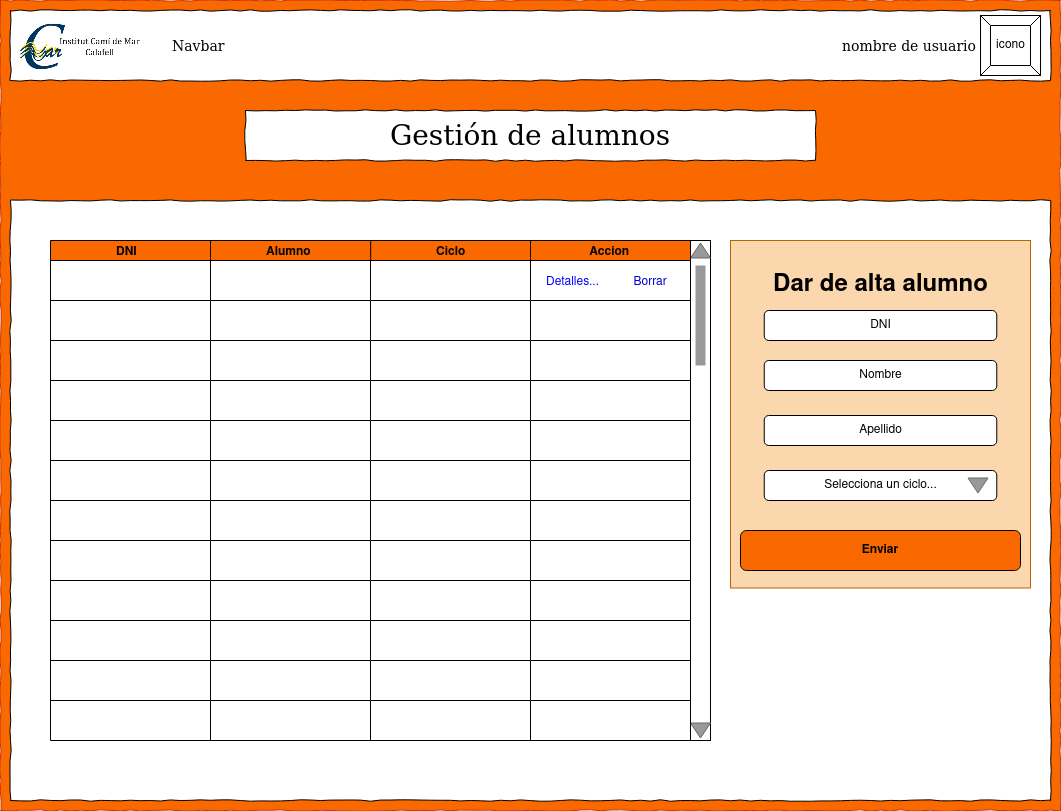 Institut Camí de Mar
Calafell
Mar
Navbar
nombre de usuario
icono
Gestión de alumnos
DNI Alumno Ciclo Accion
Detalles... Borrar
Dar de alta alumno
DNI
Nombre
Apellido
Selecciona un ciclo...
Enviar